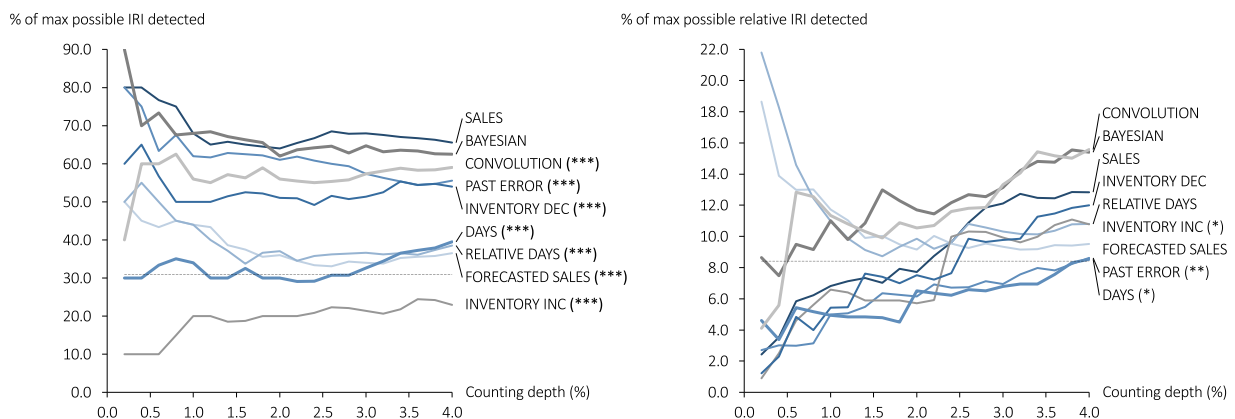 % of max possible IRI detected
90.0
80.0
70.0
60.0
50.0
40.0
30.0
20.0
10.0
0.0
0.0 0.5 1.0 1.5 2.0 2.5 3.0 3.5 4.0
SALES
BAYESIAN
CONVOLUTION (***)
PAST ERROR (***)
INVENTORY DEC (***)
DAYS (***)
RELATIVE DAYS (***)
FORECASTED SALES (***)
INVENTORY INC (***)
Counting depth (%)
% of max possible relative IRI detected
22.0
20.0
18.0
16.0
14.0
12.0
10.0
8.0
6.0
4.0
2.0
0.0
0.0 0.5 1.0 1.5 2.0 2.5 3.0 3.5 4.0
CONVOLUTION
BAYESIAN
SALES
INVENTORY DEC
RELATIVE DAYS
INVENTORY INC (*)
FORECASTED SALES
PAST ERROR (**)
DAYS (*)
Counting depth (%)